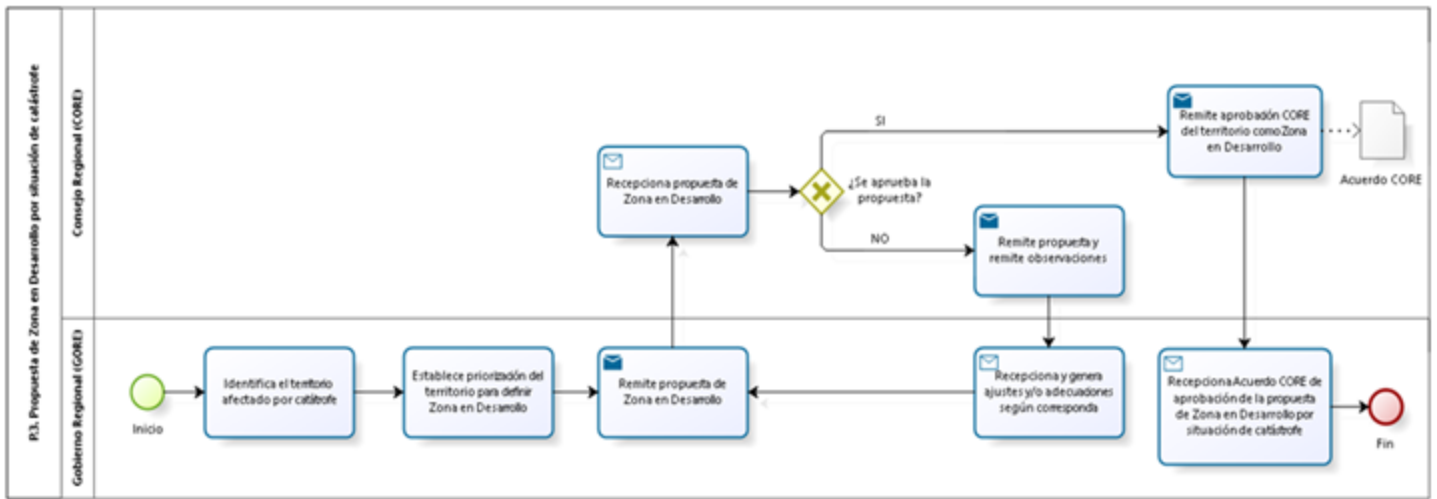 P.3. Propuesta de Zona en Desarrollo por situación de catástrofe
Consejo Regional (CORE)
Recepciona propuesta de
Zona en Desarrollo
¿Se aprueba la
propuesta?
SI
NO
Remite propuesta y
remite observaciones
Remite aprobación CORE
del territorio como Zona
en Desarrollo
Acuerdo CORE
Gobierno Regional (GORE)
Inicio
Identifica el territorio
afectado por catátrofe
Establece priorización del
territorio para definir
Zona en Desarrollo
Remite propuesta de
Zona en Desarrollo
Recepciona y genera
ajustes y/o adecuaciones
según corresponda
Recepciona Acuerdo CORE de
aprobación de la propuesta
de Zona en Desarrollo por
situación de catástrofe
Fin